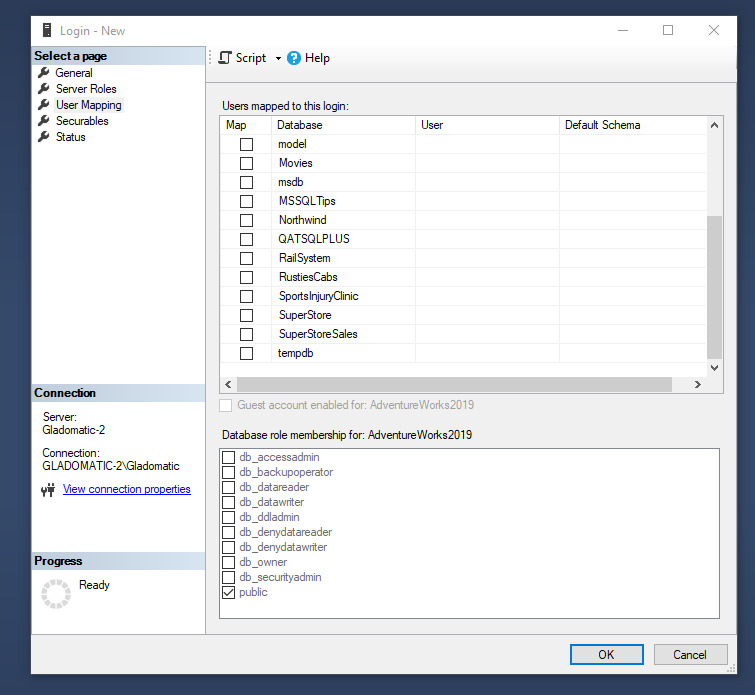 Login - New
Select a page
General
Server Roles
User Mapping
Securables
Status
Script
Help
Users mapped to this login:
Map Database User Default Schema
model
Movies
msdb
MSSQLTips
Northwind
QATSQLPLUS
RailSystem
RustiesCabs
SportsInjuryClinic
SuperStore
SuperStoreSales
tempdb
Guest account enabled for: AdventureWorks2019
Database role membership for: AdventureWorks2019
db_accessadmin
db_backupoperator
db_datareader
db_datawriter
db_ddladmin
db_denydatareader
db_denydatawriter
db_owner
db_securityadmin
public
Connection
Server:
Gladomatic-2
Connection:
GLADOMATIC-2\Gladomatic
View connection properties
Progress
Ready
OK
Cancel